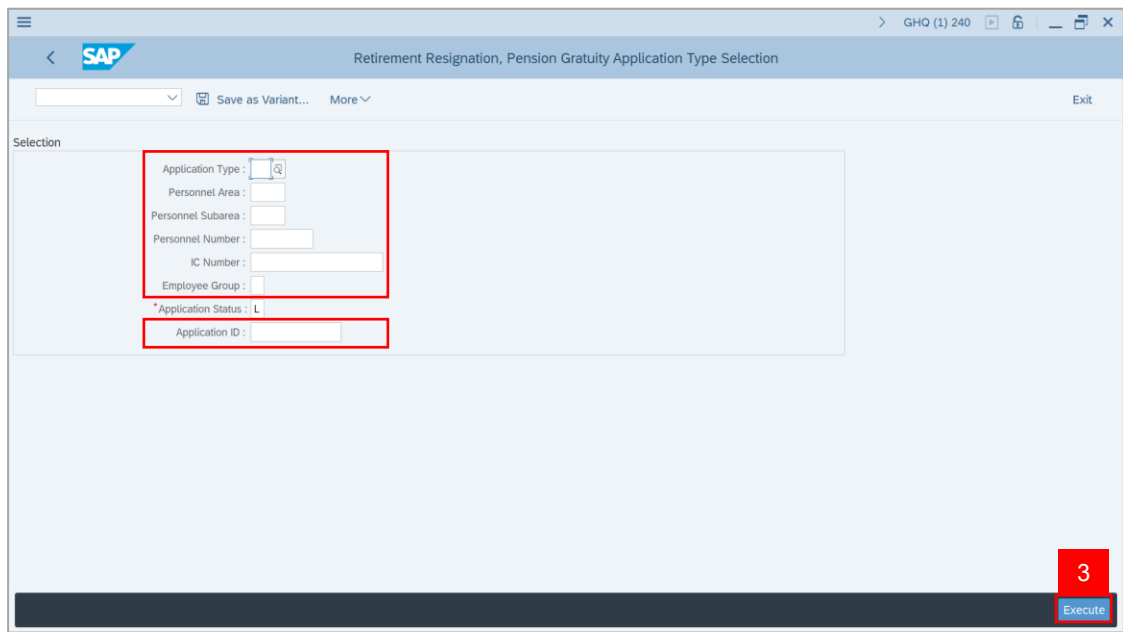 GHQ (1) 240
SAP
Retirement Resignation, Pension Gratuity Application Type Selection
Save as Variant... More Exit
Selection
Application Type :
Personnel Area :
Personnel Subarea :
Personnel Number :
IC Number :
Employee Group :
*Application Status : L
Application ID :
3
Execute